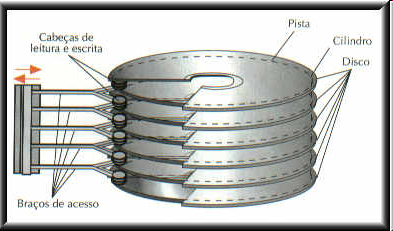 Pista
Cabeças de
leitura e escrita
Cilindro
Disco
Braços de acesso